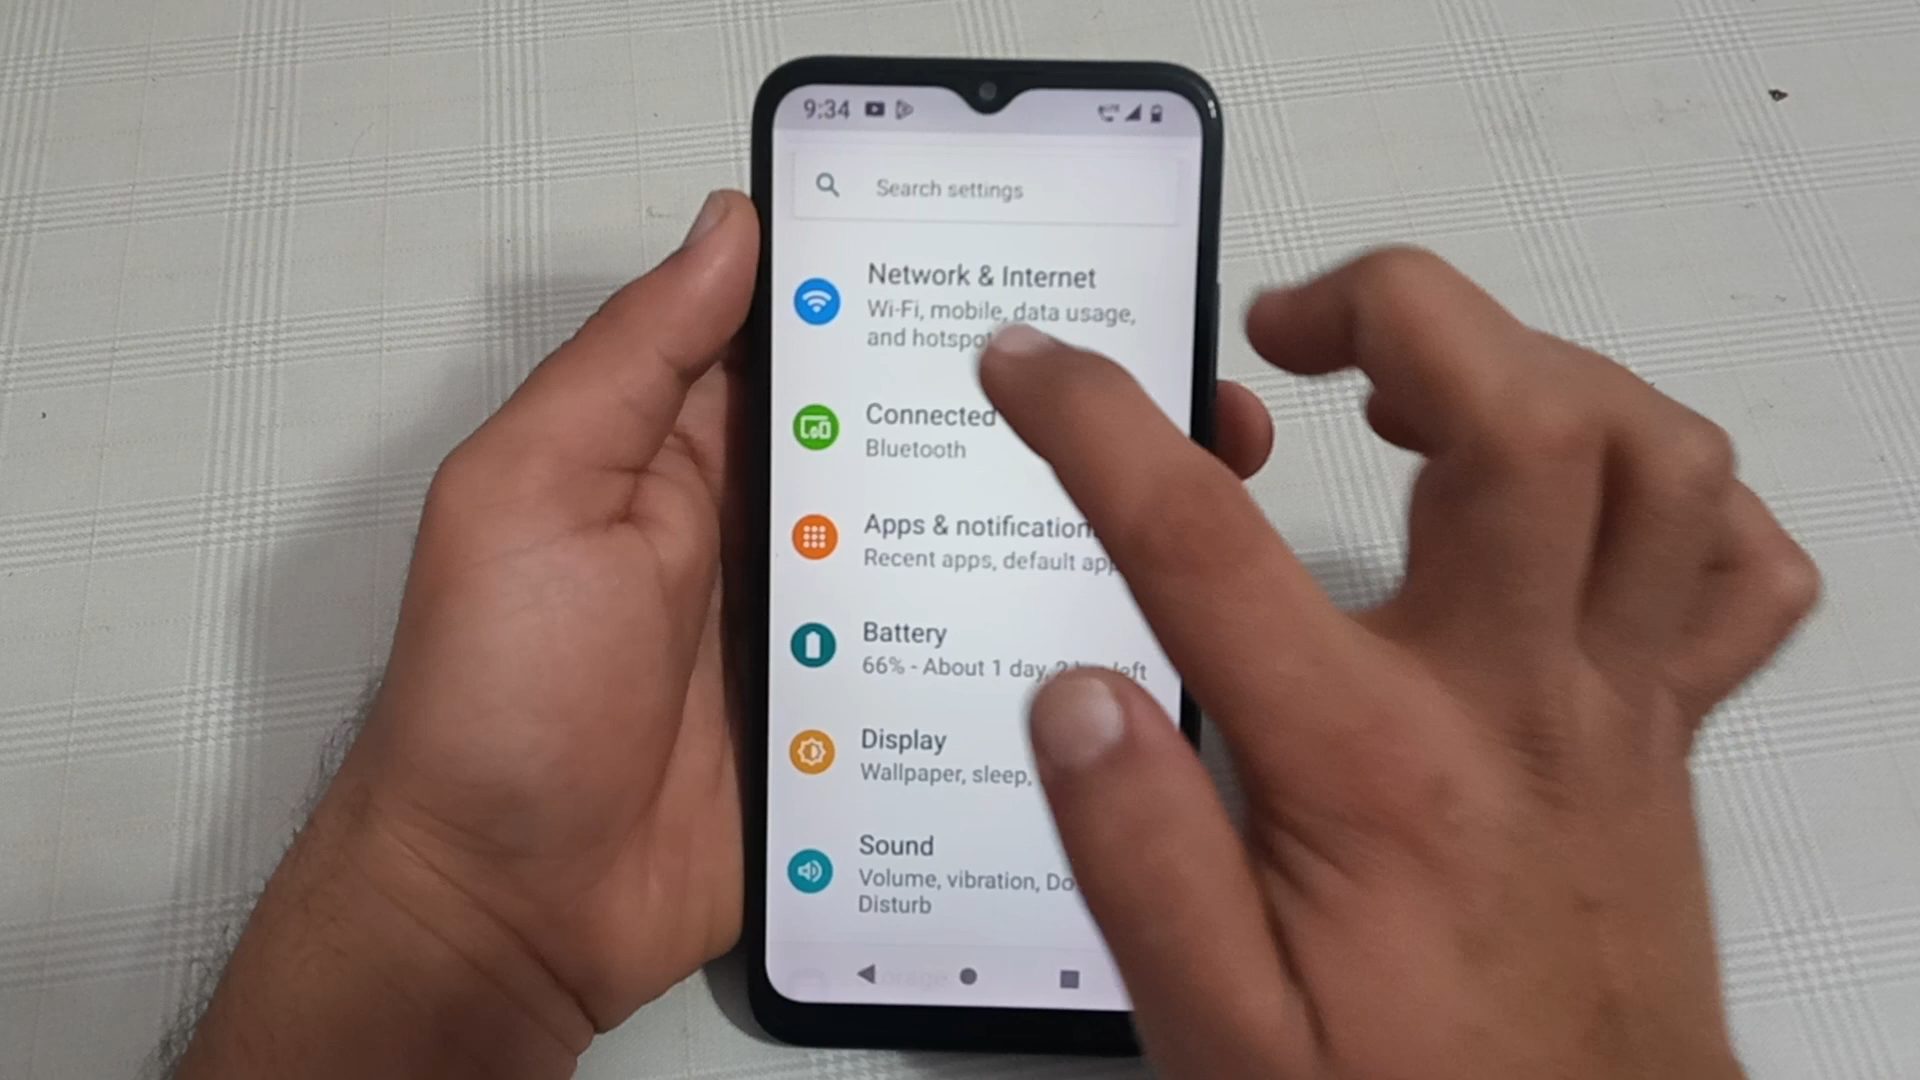 9:34
Search settings
Network & Internet
Wi-Fi, mobile, data usage,
and hotspot
Connected
Bluetooth
Apps & notification
Recent apps, default app
Battery
66% - About 1 day, 2 left
Display
Wallpaper, sleep,
Sound
Volume, vibration, Do
Disturb